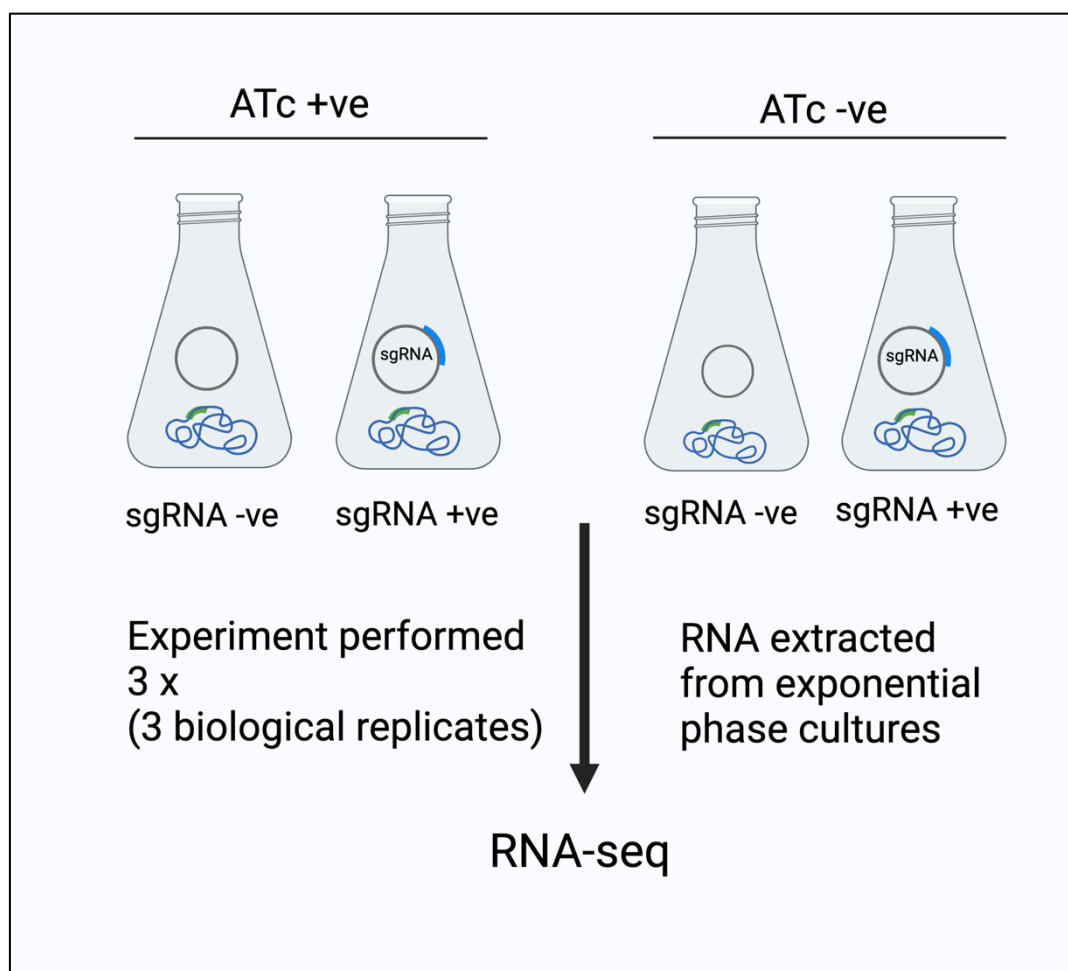 ATc +ve
ATc -ve
sgRNA
sgRNA
sgRNA -ve
sgRNA +ve
sgRNA -ve
sgRNA +ve
Experiment performed
3 x
(3 biological replicates)
RNA extracted
from exponential
phase cultures
RNA-seq